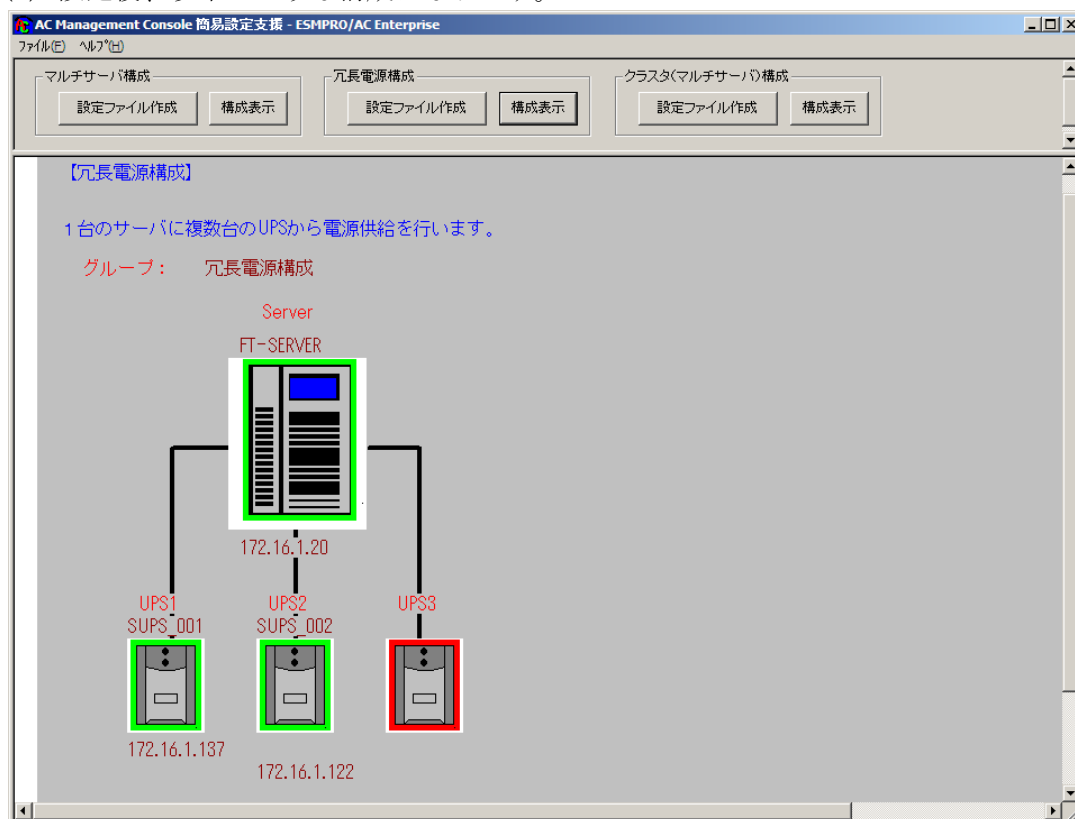 AC Management Console 簡易設定支援 - ESMPRO/AC Enterprise
ファイル(F) ヘルプ(H)
マルチサーバ構成 冗長電源構成 クラスタ(マルチサーバ)構成
設定ファイル作成 構成表示 設定ファイル作成 構成表示 設定ファイル作成 構成表示
【冗長電源構成】
1台のサーバに複数台のUPSから電源供給を行います。
グループ： 冗長電源構成
Server
FT-SERVER
172.16.1.20
UPS1 UPS2 UPS3
SUPS_001 SUPS_002
172.16.1.137
172.16.1.122